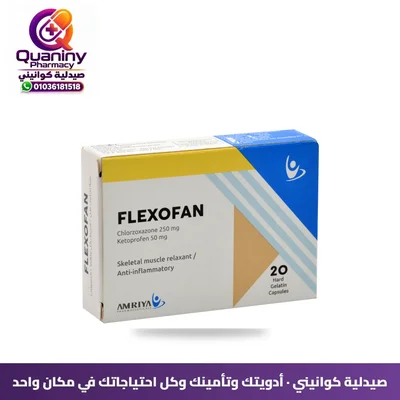 Quaniny
Pharmacy
صيدلية كوانيني
01036181518
FLEXOFAN
Chlorzoxazone 250 mg
Ketoprofen 50 mg
Skeletal muscle relaxant /
Anti-inflammatory
20
Hard
Gelatin
Capsules
AMRIYA
صيدلية كوانيني - أدويتك وتأمينك وكل احتياجاتك في مكان واحد